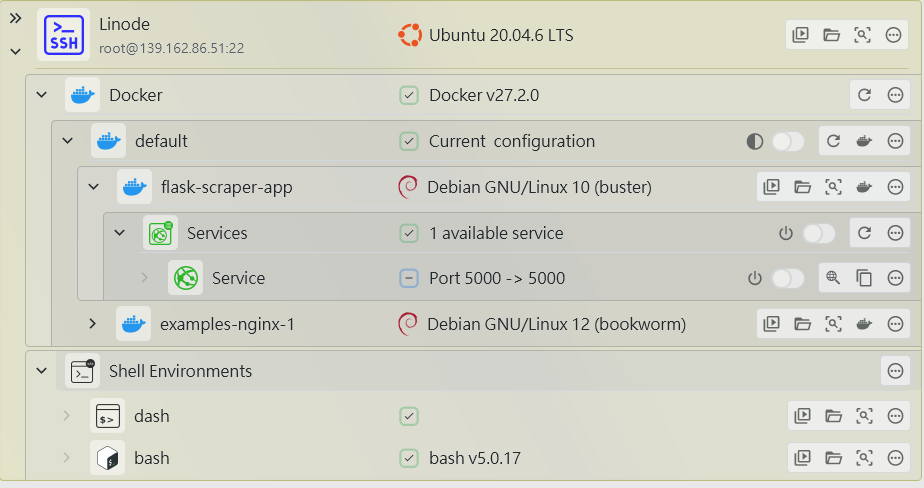 Linode
root@139.162.86.51:22
Ubuntu 20.04.6 LTS
>_
SSH
Docker
Docker v27.2.0
default
Current configuration
flask-scraper-app
Debian GNU/Linux 10 (buster)
Services
1 available service
Service
Port 5000 -> 5000
examples-nginx-1
Debian GNU/Linux 12 (bookworm)
>_
Shell Environments
$>_
dash
$_
bash
bash v5.0.17